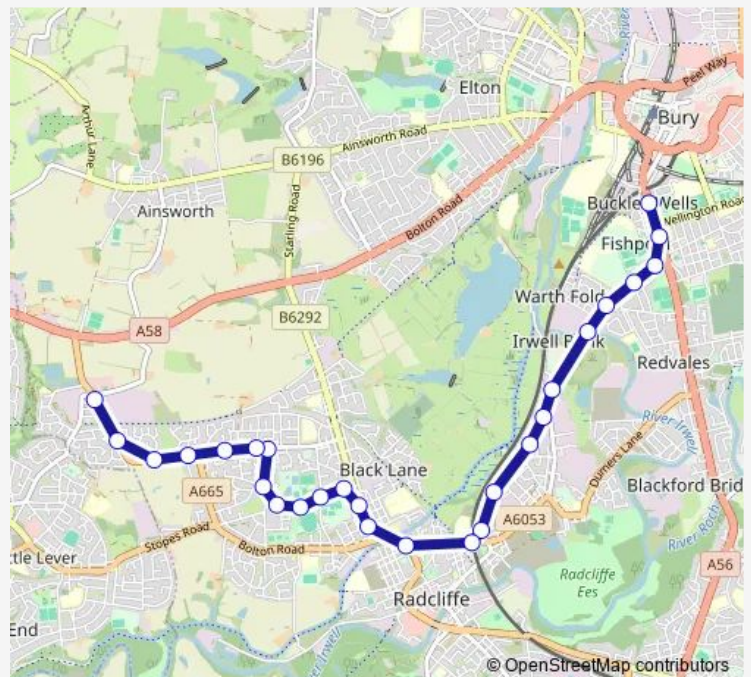 Peel Way
Elton
Bury
Arthur Lane
Ainsworth Road
B6196
Wellington Road
Ainsworth
Starling Road
Bolton Road
Fishpo
Warth Fold
A58
B6292
Irwell
Redvales
River Irwell
Black Lane
Dumers Lane
A665
Blackford Brid
Stopes Road
A6053
River Roch
ttle Lever
Bolton Road
A56
Radcliffe
Ees
Radcliffe
End
River Irwell
© OpenStreetMap contributors